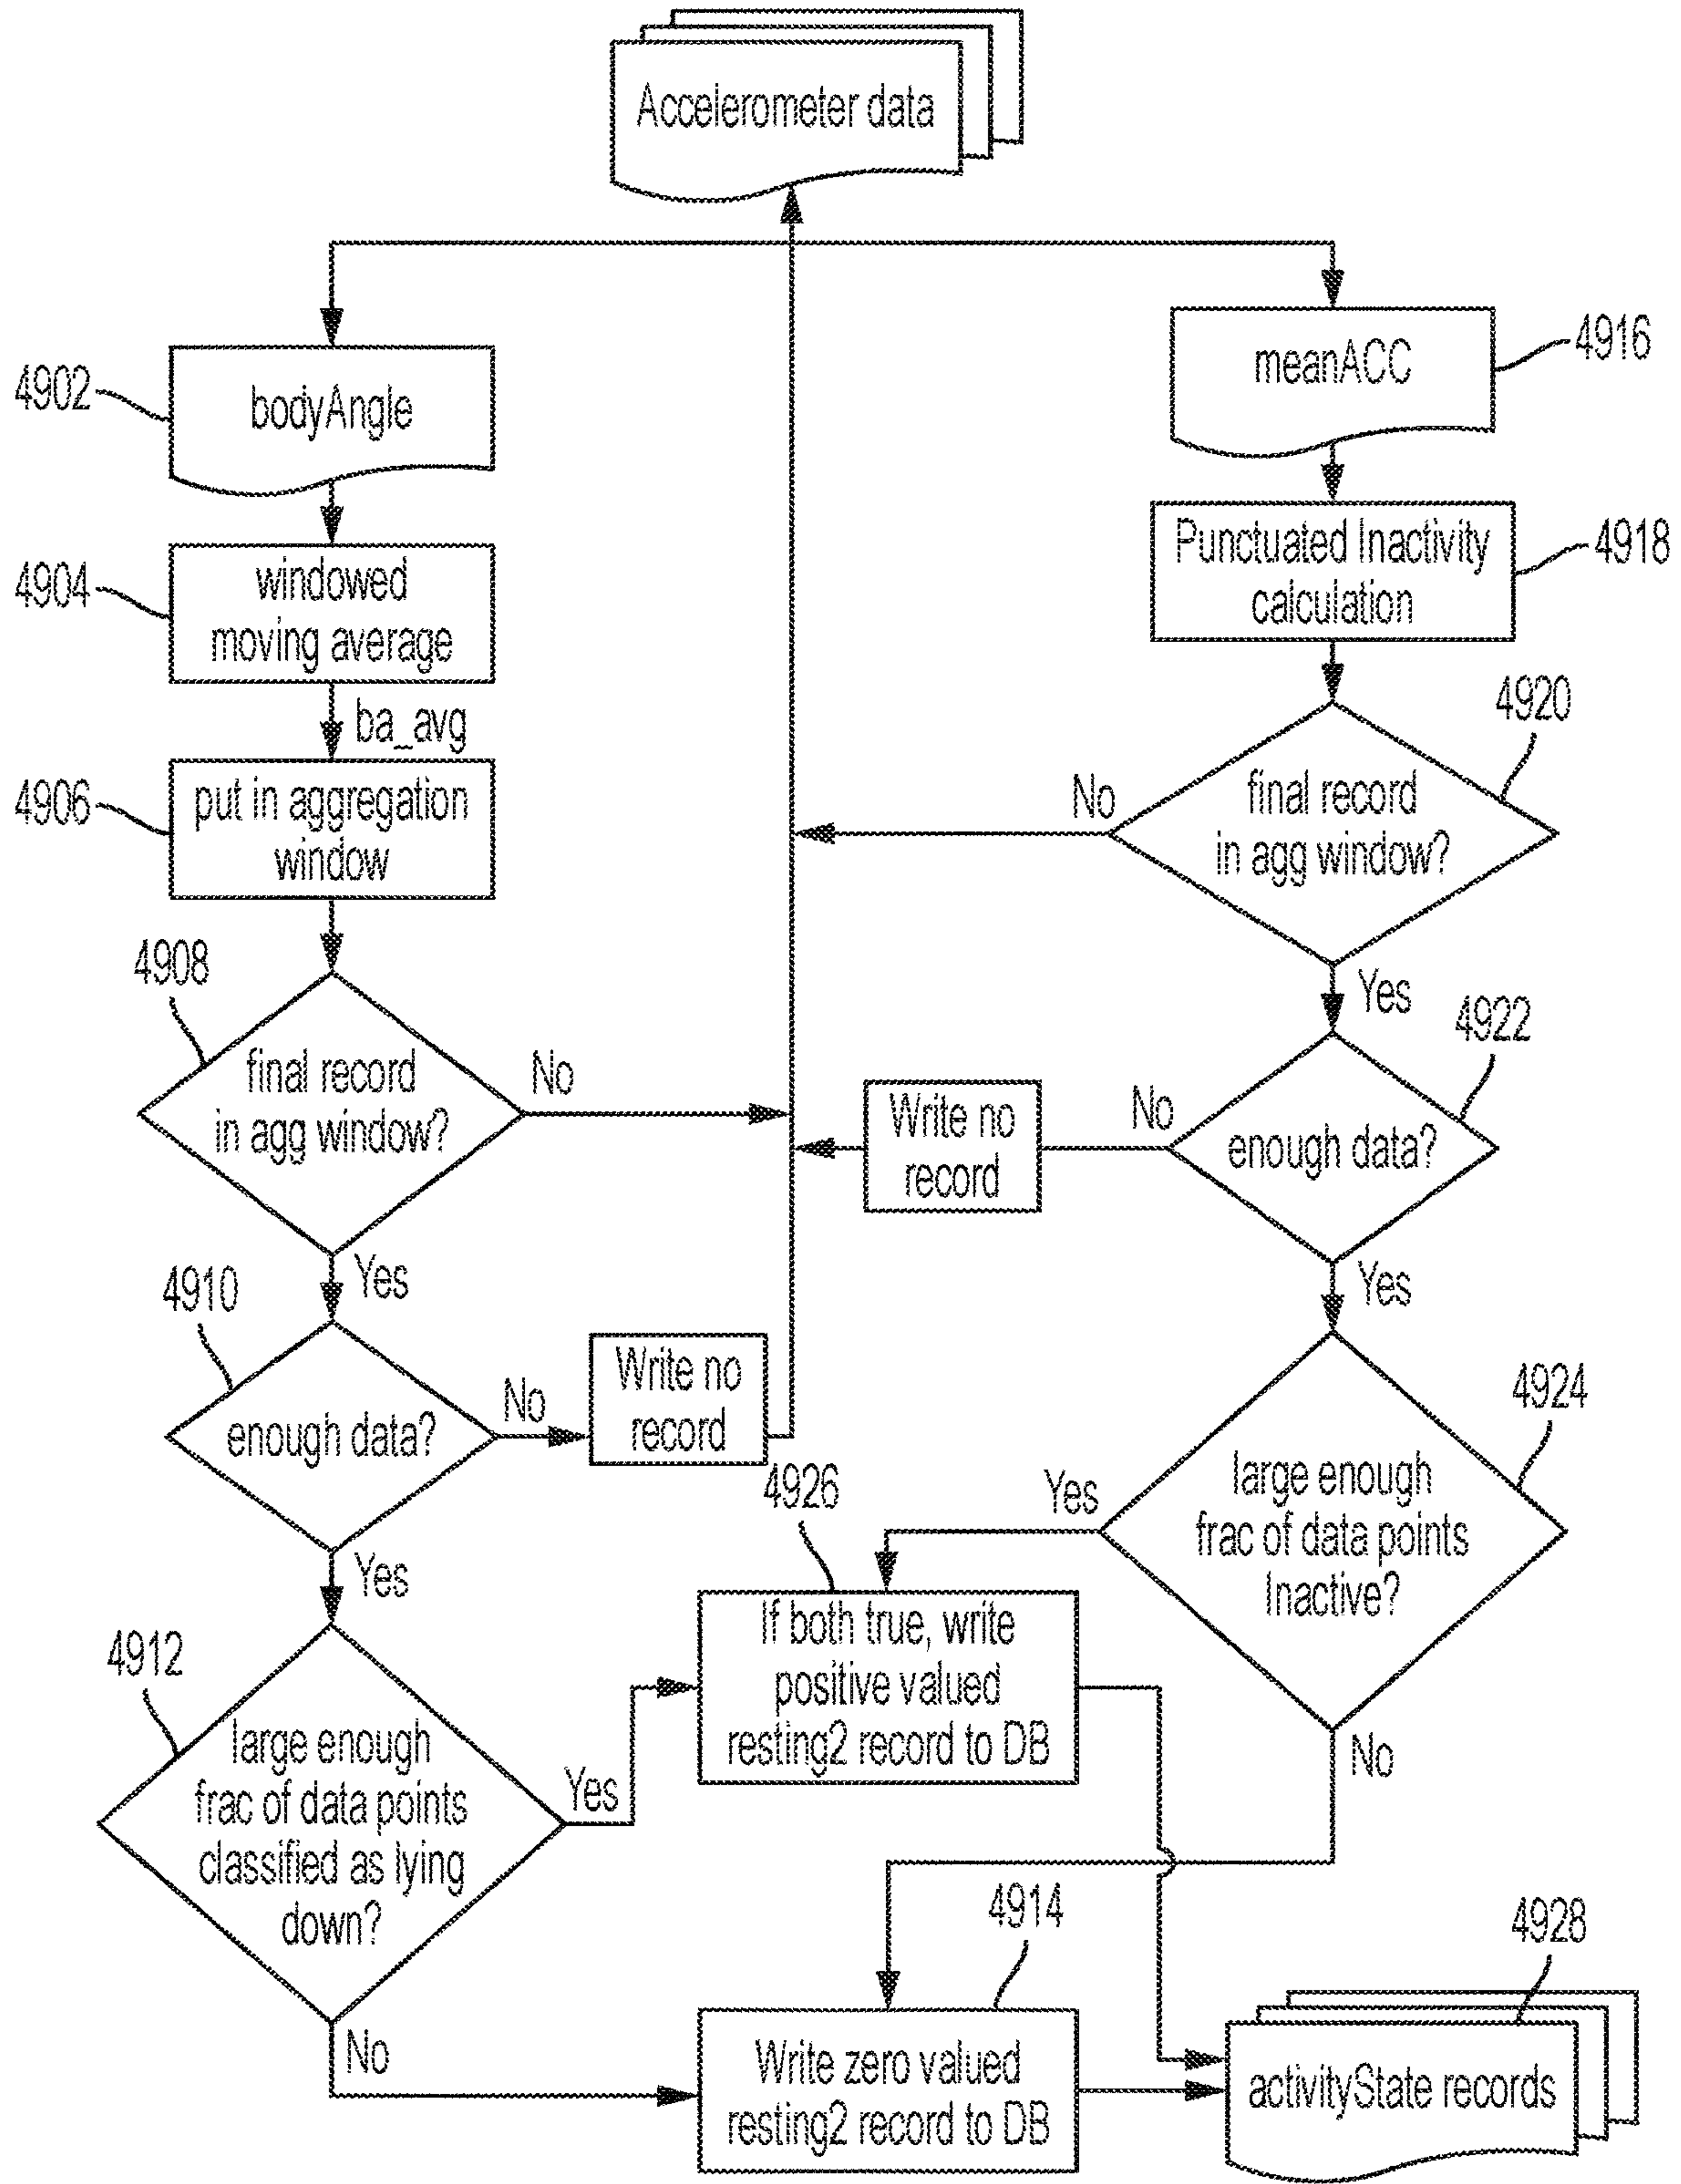 Accelerometer data
4902
bodyAngle
4904
windowed
moving average
ba_avg
4906
put in aggregation
window
4908
final record
in agg window?
No
Yes
4910
enough data?
No
Write no
record
Yes
4912
large enough
frac of data points
classified as lying
down?
Yes
No
meanACC
4916
Punctuated Inactivity
calculation
4918
4920
final record
in agg window?
No
Yes
4922
enough data?
No
Write no
record
Yes
4924
large enough
frac of data points
Inactive?
Yes
No
4926
If both true, write
positive valued
resting2 record to DB
4914
Write zero valued
resting2 record to DB
4928
activityState records